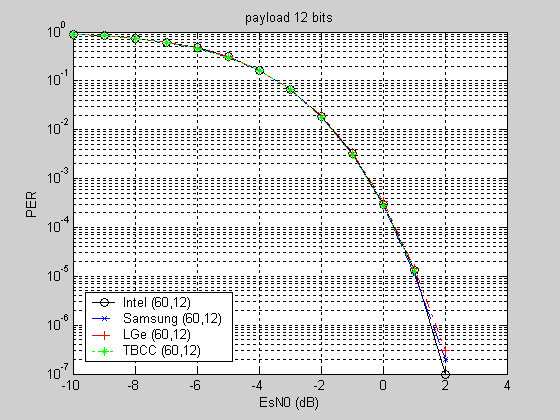 payload 12 bits
10^0
10^-1
10^-2
10^-3
10^-4
10^-5
10^-6
10^-7
PER
Intel (60,12)
Samsung (60,12)
LGe (60,12)
TBCC (60,12)
-10 -8 -6 -4 -2 0 2 4
EsN0 (dB)